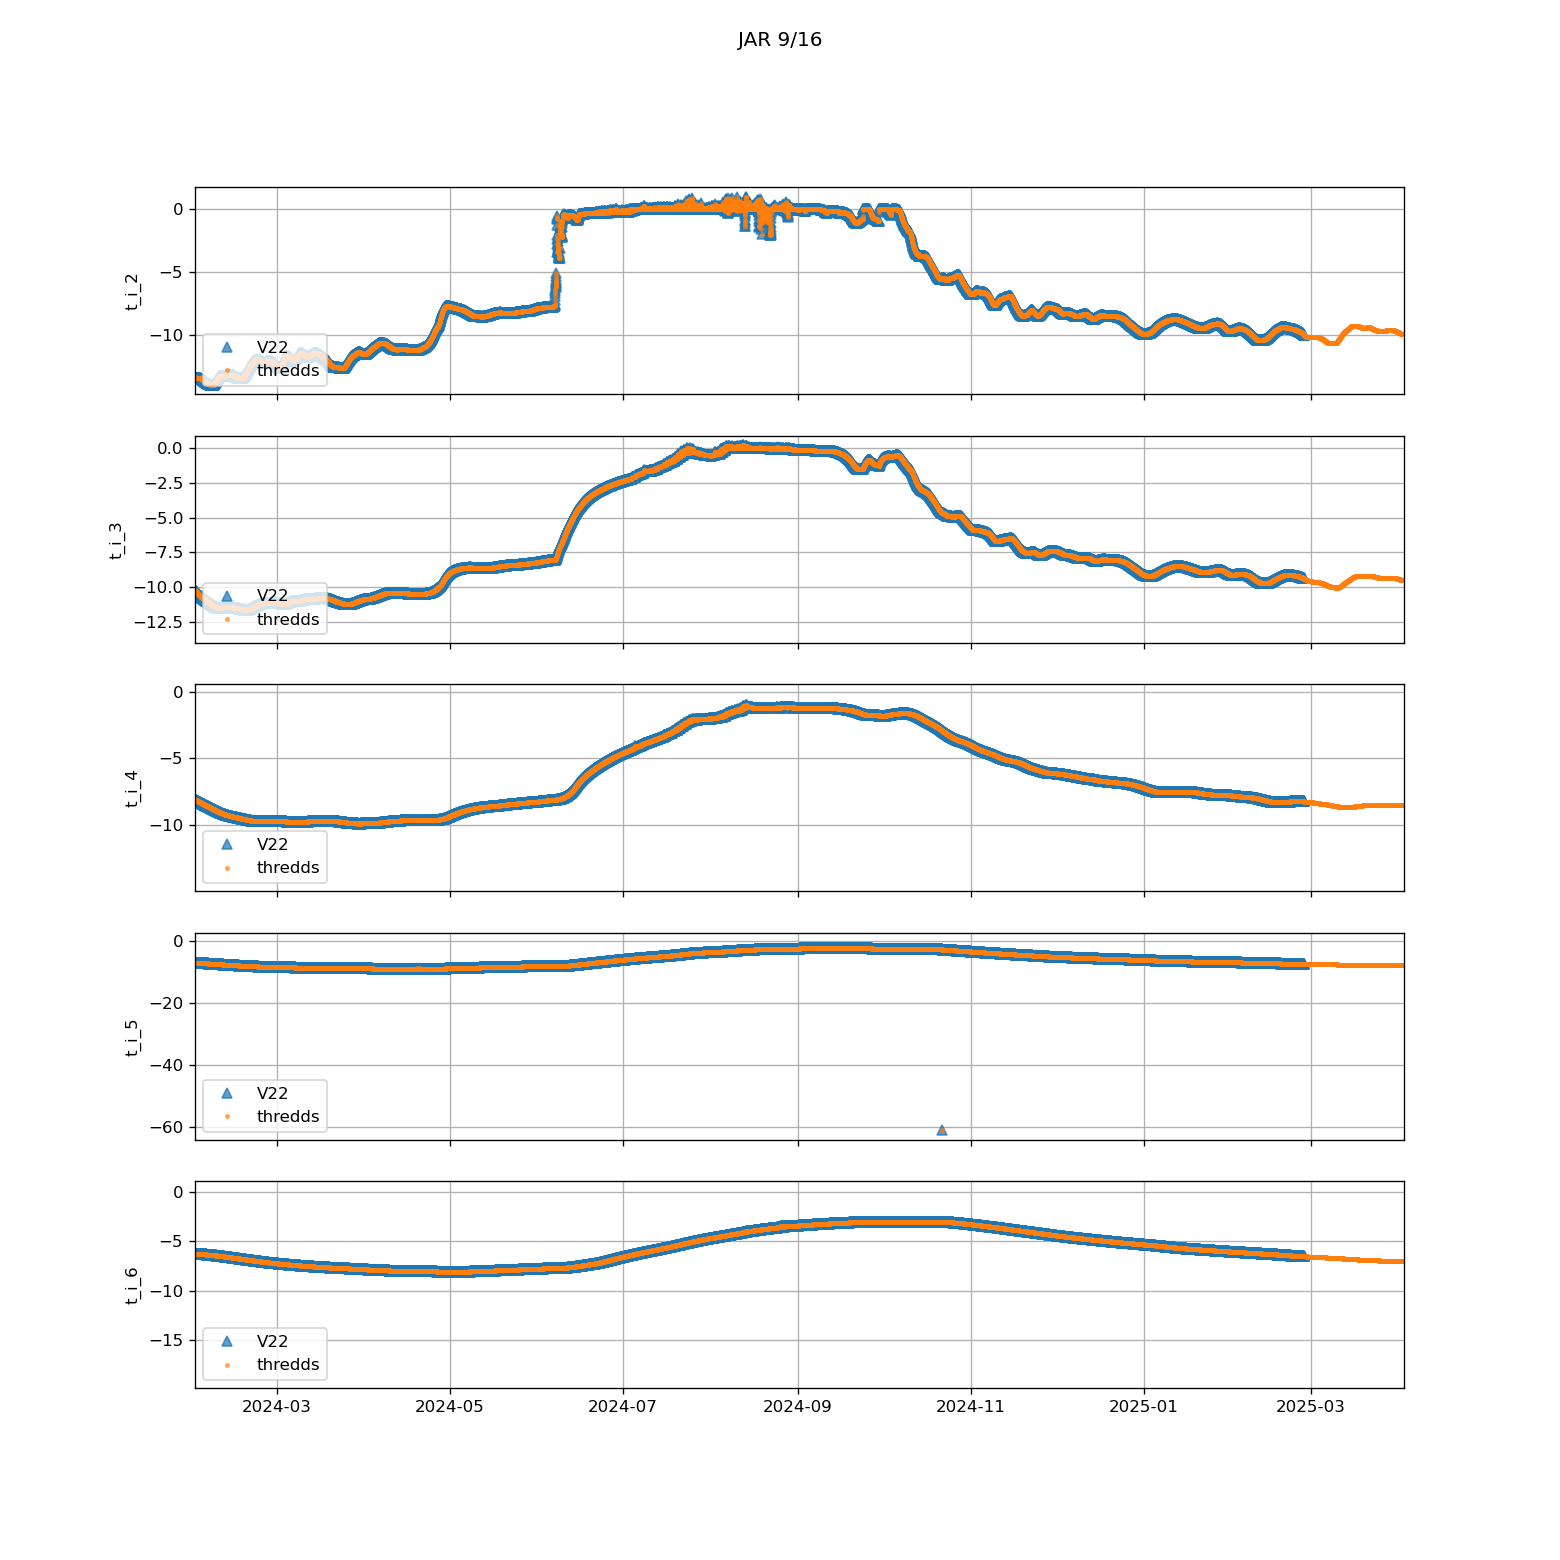 JAR 9/16
0
−5
−10
t_i_2
V22
thredds
0.0
−2.5
−5.0
−7.5
−10.0
−12.5
t_i_3
V22
thredds
0
−5
−10
t_i_4
V22
thredds
0
−20
−40
−60
t_i_5
V22
thredds
0
−5
−10
−15
t_i_6
V22
thredds
2024-03 2024-05 2024-07 2024-09 2024-11 2025-01 2025-03